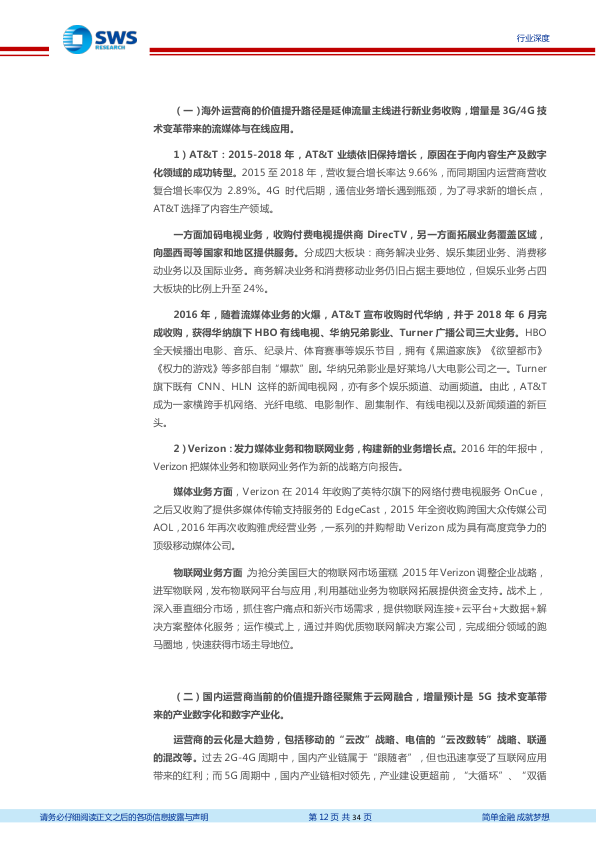 SWS
RESEARCH
行业深度
（一）海外运营商的价值提升路径是延伸流量主线进行新业务收购，增量是 3G/4G 技
术变革带来的流媒体与在线应用。
1）AT&T：2015-2018 年，AT&T 业绩依旧保持增长，原因在于向内容生产及数字
化领域的成功转型。2015 至 2018 年，营收复合增长率达 9.66%，而同期国内运营商营收
复合增长率仅为 2.89%。4G 时代后期，通信业务增长遇到瓶颈，为了寻求新的增长点，
AT&T 选择了内容生产领域。
一方面加码电视业务，收购付费电视提供商 DirecTV，另一方面拓展业务覆盖区域，
向墨西哥等国家和地区提供服务。分成四大板块：商务解决业务、娱乐集团业务、消费移
动业务以及国际业务。商务解决业务和消费移动业务仍旧占据主要地位，但娱乐业务占四
大板块的比例上升至 24%。
2016 年，随着流媒体业务的火爆，AT&T 宣布收购时代华纳，并于 2018 年 6 月完
成收购，获得华纳旗下 HBO 有线电视、华纳兄弟影业、Turner 广播公司三大业务。HBO
全天候播出电影、音乐、纪录片、体育赛事等娱乐节目，拥有《黑道家族》《欲望都市》
《权力的游戏》等多部自制“爆款”剧。华纳兄弟影业是好莱坞八大电影公司之一。Turner
旗下既有 CNN、HLN 这样的新闻电视网，亦有多个娱乐频道、动画频道。由此，AT&T
成为一家横跨手机网络、光纤电缆、电影制作、剧集制作、有线电视以及新闻频道的新巨
头。
2）Verizon：发力媒体业务和物联网业务，构建新的业务增长点。2016 年的年报中，
Verizon 把媒体业务和物联网业务作为新的战略方向报告。
媒体业务方面，Verizon 在 2014 年收购了英特尔旗下的网络付费电视服务 OnCue，
之后又收购了提供多媒体传输支持服务的 EdgeCast，2015 年全资收购跨国大众传媒公司
AOL，2016 年再次收购雅虎经营业务，一系列的并购帮助 Verizon 成为具有高度竞争力的
顶级移动媒体公司。
物联网业务方面，为抢分美国巨大的物联网市场蛋糕，2015 年 Verizon 调整企业战略，
进军物联网，发布物联网平台与应用，利用基础业务为物联网拓展提供资金支持。战术上，
深入垂直细分市场，抓住客户痛点和新兴市场需求，提供物联网连接+云平台+大数据+解
决方案整体化服务；运作模式上，通过并购优质物联网解决方案公司，完成细分领域的跑
马圈地，快速获得市场主导地位。
（二）国内运营商当前的价值提升路径聚焦于云网融合，增量预计是 5G 技术变革带
来的产业数字化和数字产业化。
运营商的云化是大趋势，包括移动的“云改”战略、电信的“云改数转”战略、联通
的混改等。过去 2G-4G 周期中，国内产业链属于“跟随者”，但也迅速享受了互联网应用
带来的红利；而 5G 周期中，国内产业链相对领先，产业建设更超前，“大循环”、“双循
请务必仔细阅读正文之后的各项信息披露与声明
第 12 页 共 34 页
简单金融 成就梦想